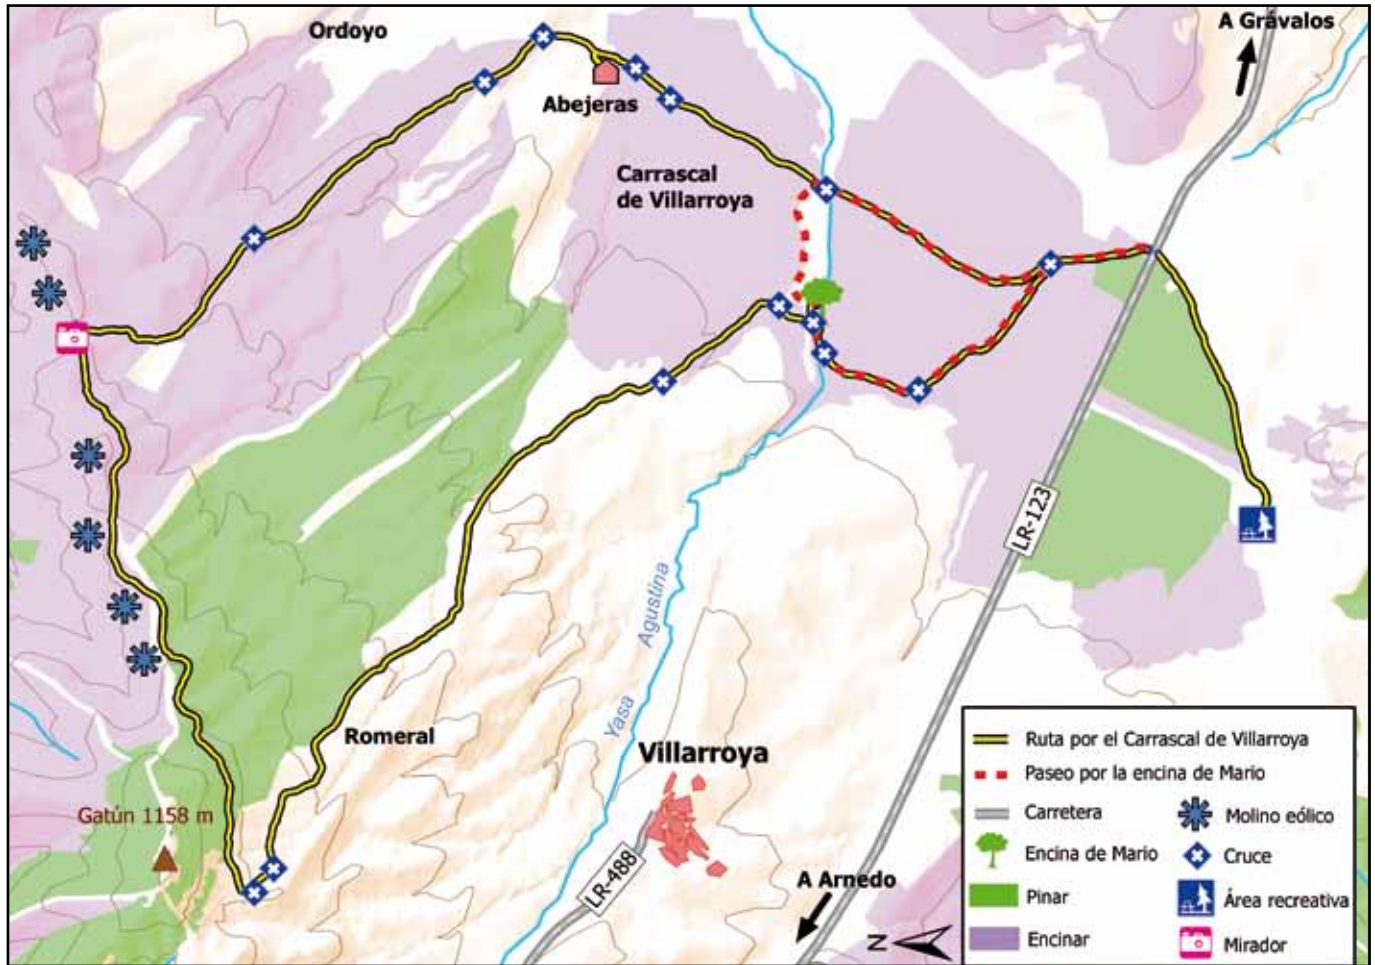 Ordoyo
A Grávalos
Abejeras
Carrascal
de Villarroya
LR-123
Yasa Agustina
Romeral
Villarroya
Gatún 1158 m
LR-488
A Arnedo
N
Ruta por el Carrascal de Villarroya
Paseo por la encina de Mario
Carretera
Molino eólico
Encina de Mario
Cruce
Pinar
Área recreativa
Encinar
Mirador